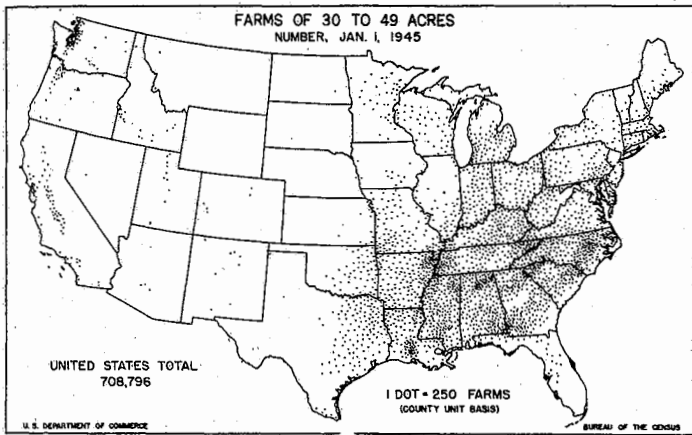 FARMS OF 30 TO 49 ACRES
NUMBER, JAN. 1, 1945
UNITED STATES TOTAL
708,796
1 DOT = 250 FARMS
(COUNTY UNIT BASIS)
U. S. DEPARTMENT OF COMMERCE
BUREAU OF THE CENSUS